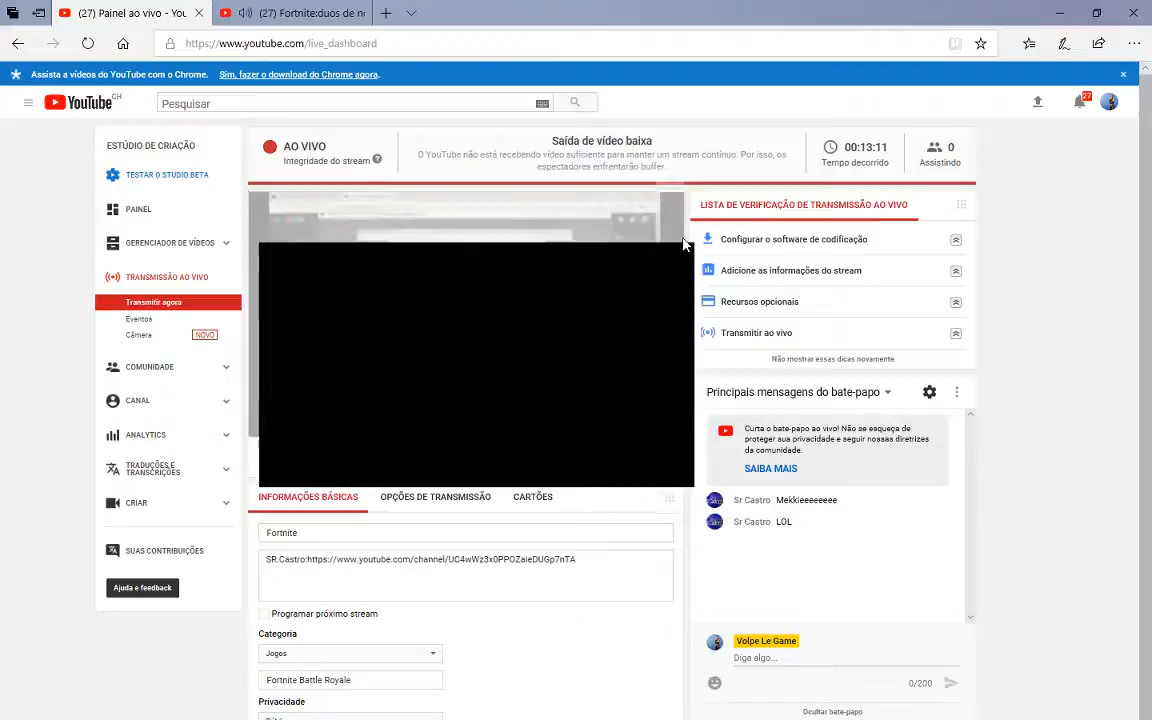 (27) Painel ao vivo - You
(27) Fortnite:duos de n
https://www.youtube.com/live_dashboard
Assista a vídeos do YouTube com o Chrome. Sim, fazer o download do Chrome agora.
YouTube CH
Pesquisar
27
ESTÚDIO DE CRIAÇÃO
TESTAR O STUDIO BETA
PAINEL
GERENCIADOR DE VÍDEOS
TRANSMISSÃO AO VIVO
Transmitir agora
Eventos
Câmera NOVO
COMUNIDADE
CANAL
ANALYTICS
TRADUÇÕES E
TRANSCRIÇÕES
CRIAR
SUAS CONTRIBUIÇÕES
Ajuda e feedback
AO VIVO
Integridade do stream ?
Saída de vídeo baixa
O YouTube não está recebendo vídeo suficiente para manter um stream contínuo. Por isso, os
espectadores enfrentarão buffer.
00:13:11
Tempo decorrido
0
Assistindo
INFORMAÇÕES BÁSICAS
OPÇÕES DE TRANSMISSÃO
CARTÕES
Fortnite
SR.Castro:https://www.youtube.com/channel/UC4wWz3x0PPOZaieDUGp7nTA
Programar próximo stream
Categoria
Jogos
Fortnite Battle Royale
Privacidade
LISTA DE VERIFICAÇÃO DE TRANSMISSÃO AO VIVO
Configurar o software de codificação
Adicione as informações do stream
Recursos opcionais
Transmitir ao vivo
Não mostrar essas dicas novamente
Principais mensagens do bate-papo
Curta o bate-papo ao vivo! Não se esqueça de
proteger sua privacidade e seguir nossas diretrizes
da comunidade.
SAIBA MAIS
Sr Castro Mekkieeeeeeee
Sr Castro LOL
Volpe Le Game
Diga algo...
0/200
Ocultar bate-papo